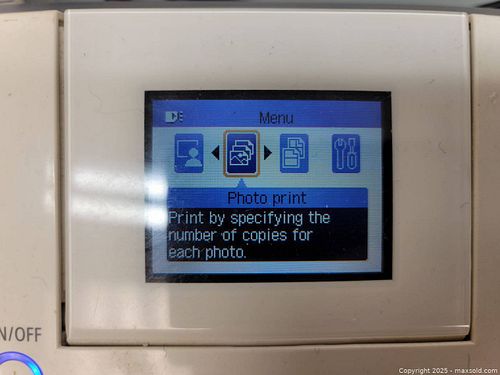 Menu
Photo print
Print by specifying the
number of copies for
each photo.
N/OFF
Copyright 2025 - maxsold.com